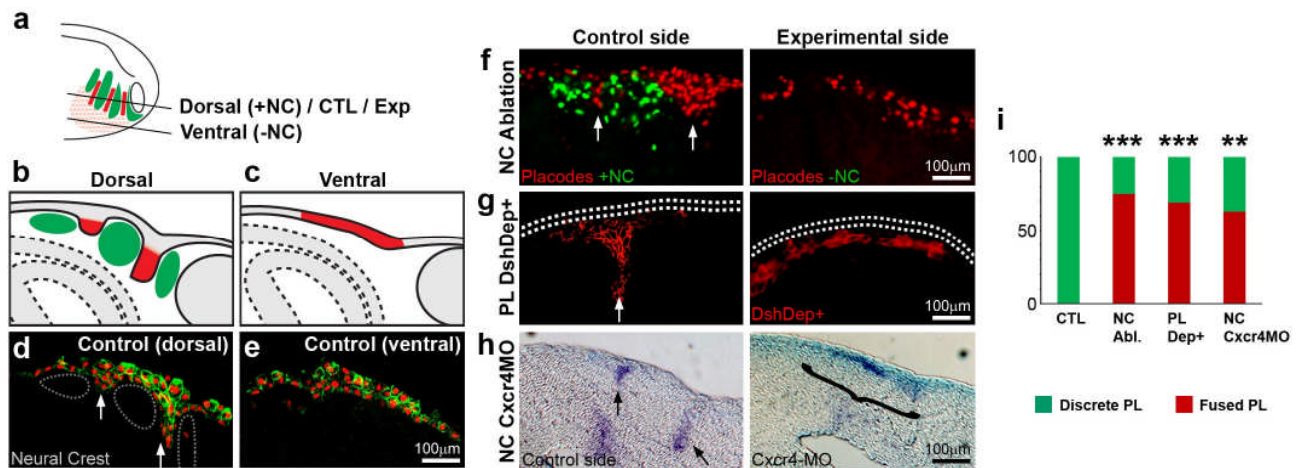 a
Dorsal (+NC) / CTL / Exp
Ventral (-NC)
b
Dorsal
c
Ventral
d
Control (dorsal)
Neural Crest
e
Control (ventral)
100μm
Control side
Experimental side
f
NC Ablation
Placodes +NC
Placodes -NC
100μm
g
PL DshDep+
DshDep+
100μm
h
NC Cxcr4MO
Control side
Cxcr4-MO
100μm
i
*** *** **
100
50
0
CTL
NC Abl.
PL Dep+
NC Cxcr4MO
Discrete PL
Fused PL